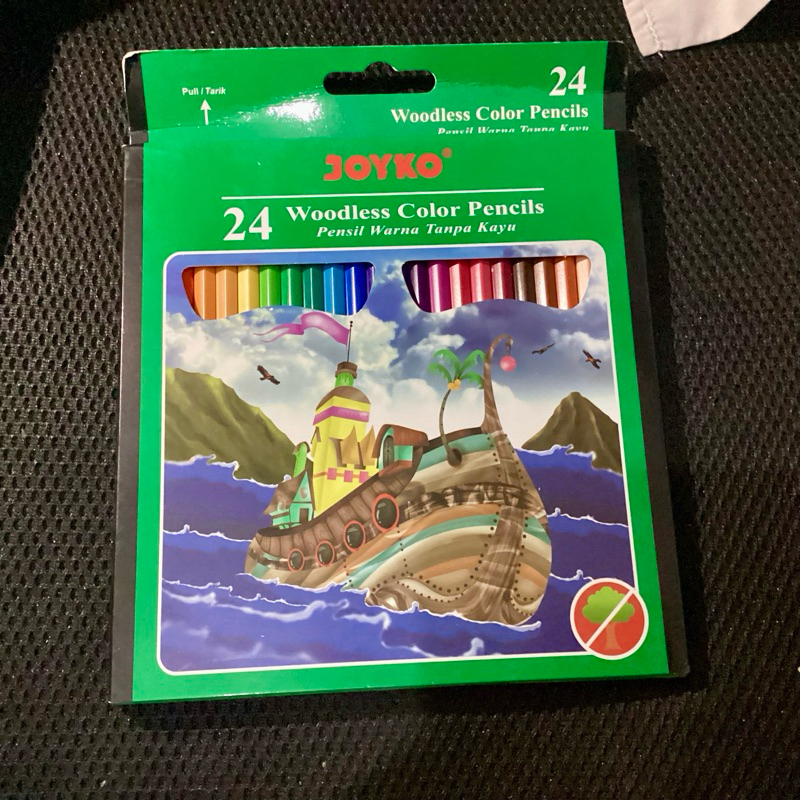 Pull / Tarik
24
Woodless Color Pencils
Pensil Warna Tanpa Kayu
JOYKO®
24 Woodless Color Pencils
Pensil Warna Tanpa Kayu